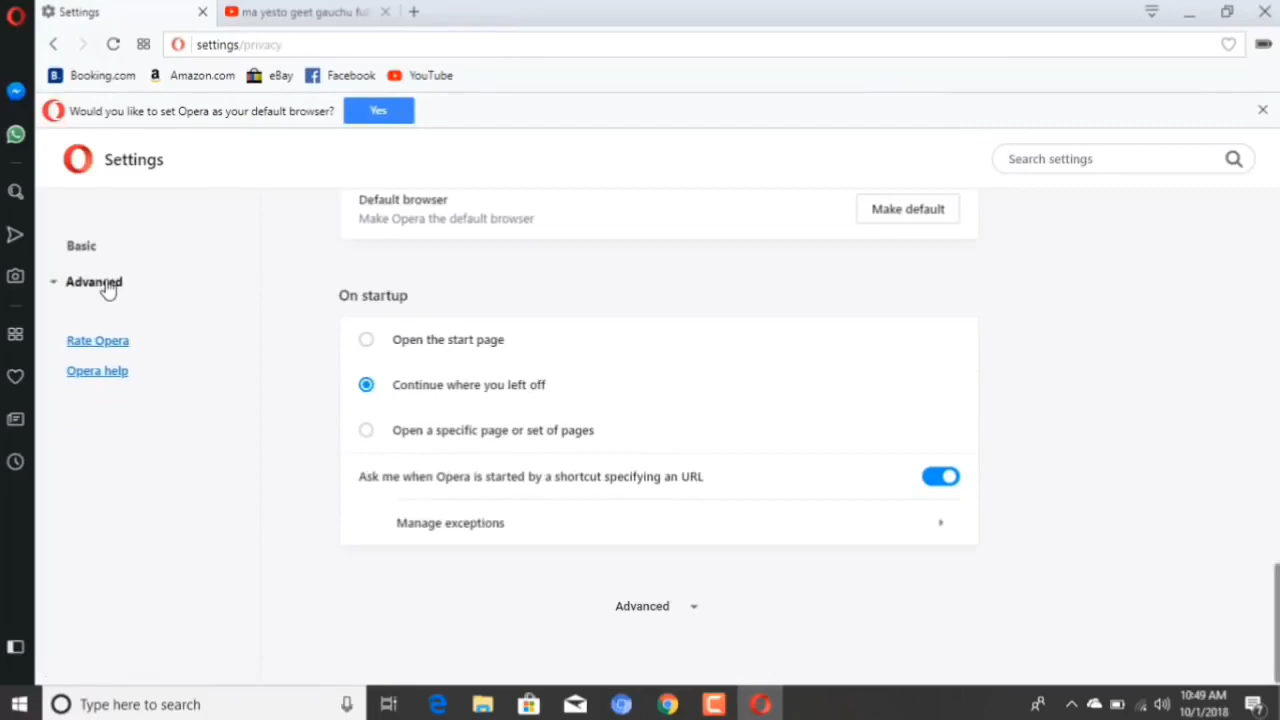 Settings
ma yesto geet gauchu ful
settings/privacy
Booking.com
Amazon.com
eBay
Facebook
YouTube
Would you like to set Opera as your default browser?
Yes
Settings
Search settings
Basic
Advanced
Rate Opera
Opera help
Default browser
Make Opera the default browser
Make default
On startup
Open the start page
Continue where you left off
Open a specific page or set of pages
Ask me when Opera is started by a shortcut specifying an URL
Manage exceptions
Advanced
Type here to search
10:49 AM
10/1/2018